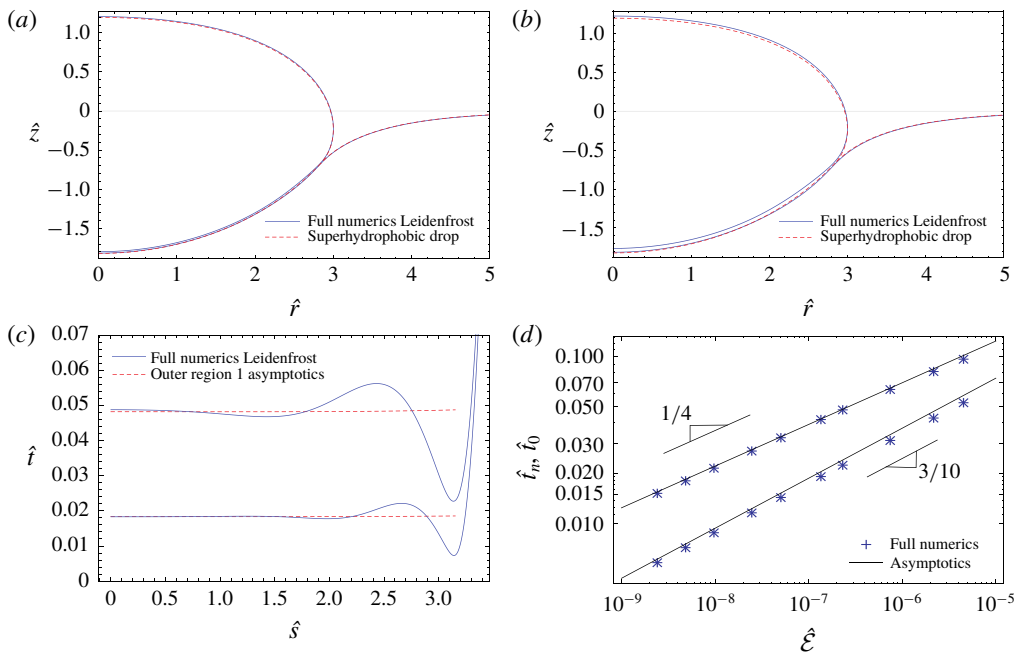 (a)
1.0
0.5
0
−0.5
−1.0
−1.5
ẑ
Full numerics Leidenfrost
Superhydrophobic drop
0 1 2 3 4 5
r̂
(b)
1.0
0.5
0
−0.5
−1.0
−1.5
ẑ
Full numerics Leidenfrost
Superhydrophobic drop
0 1 2 3 4 5
r̂
(c)
0.07
0.06
0.05
0.04
0.03
0.02
0.01
0
t̂
Full numerics Leidenfrost
Outer region 1 asymptotics
0 0.5 1.0 1.5 2.0 2.5 3.0
ŝ
(d)
0.100
0.070
0.050
0.030
0.020
0.015
0.010
t̂ₙ, t̂₀
1/4
3/10
Full numerics
Asymptotics
10⁻⁹ 10⁻⁸ 10⁻⁷ 10⁻⁶ 10⁻⁵
ℰ̂